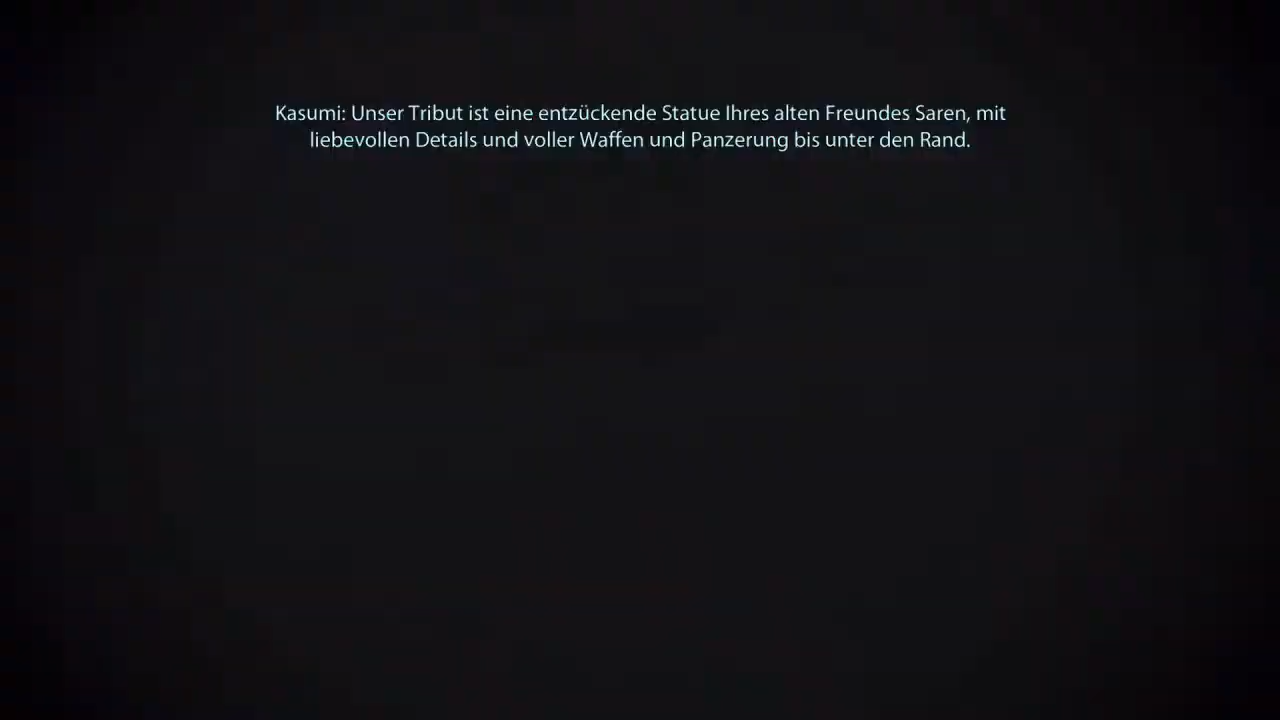 Kasumi: Unser Tribut ist eine entzückende Statue Ihres alten Freundes Saren, mit
liebevollen Details und voller Waffen und Panzerung bis unter den Rand.